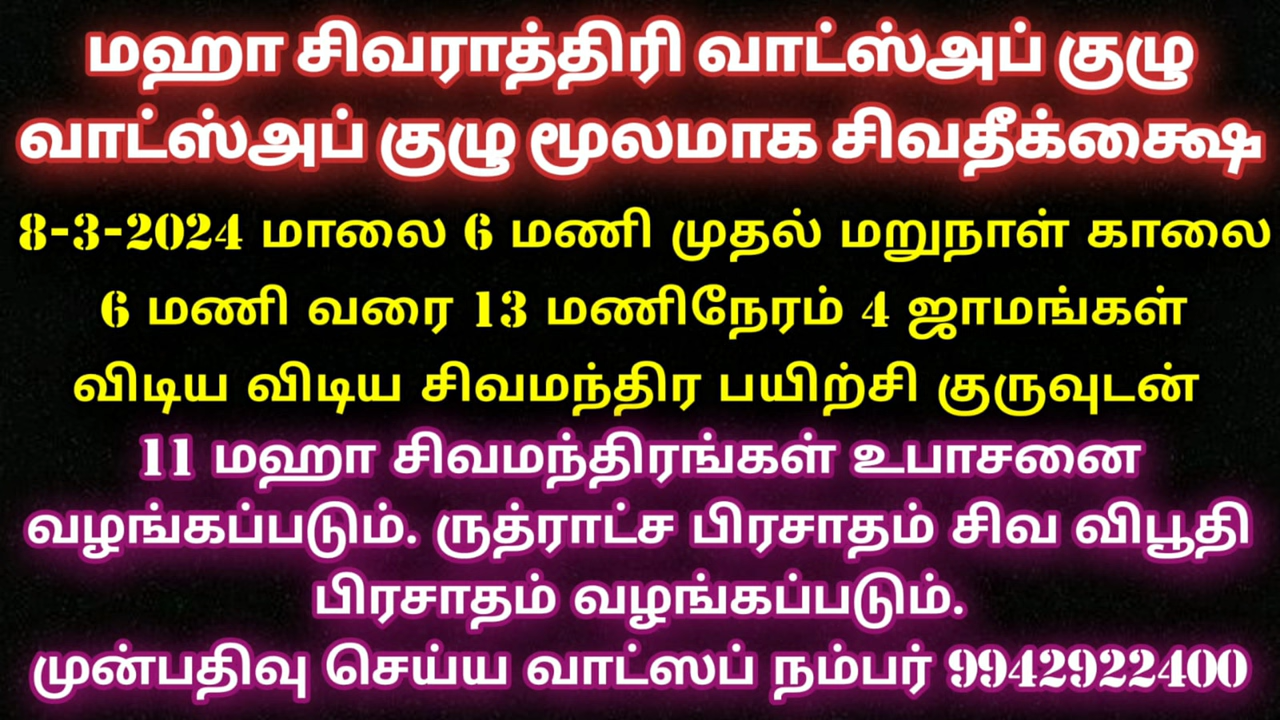 மஹா சிவராத்திரி வாட்ஸ்அப் குழு
வாட்ஸ்அப் குழு மூலமாக சிவதீக்க்ஷை
8-3-2024 மாலை 6 மணி முதல் மறுநாள் காலை
6 மணி வரை 13 மணிநேரம் 4 ஜாமங்கள்
விடிய விடிய சிவமந்திர பயிற்சி குருவுடன்
11 மஹா சிவமந்திரங்கள் உபாசனை
வழங்கப்படும். ருத்ராட்ச பிரசாதம் சிவ விபூதி
பிரசாதம் வழங்கப்படும்.
முன்பதிவு செய்ய வாட்ஸப் நம்பர் 9942922400